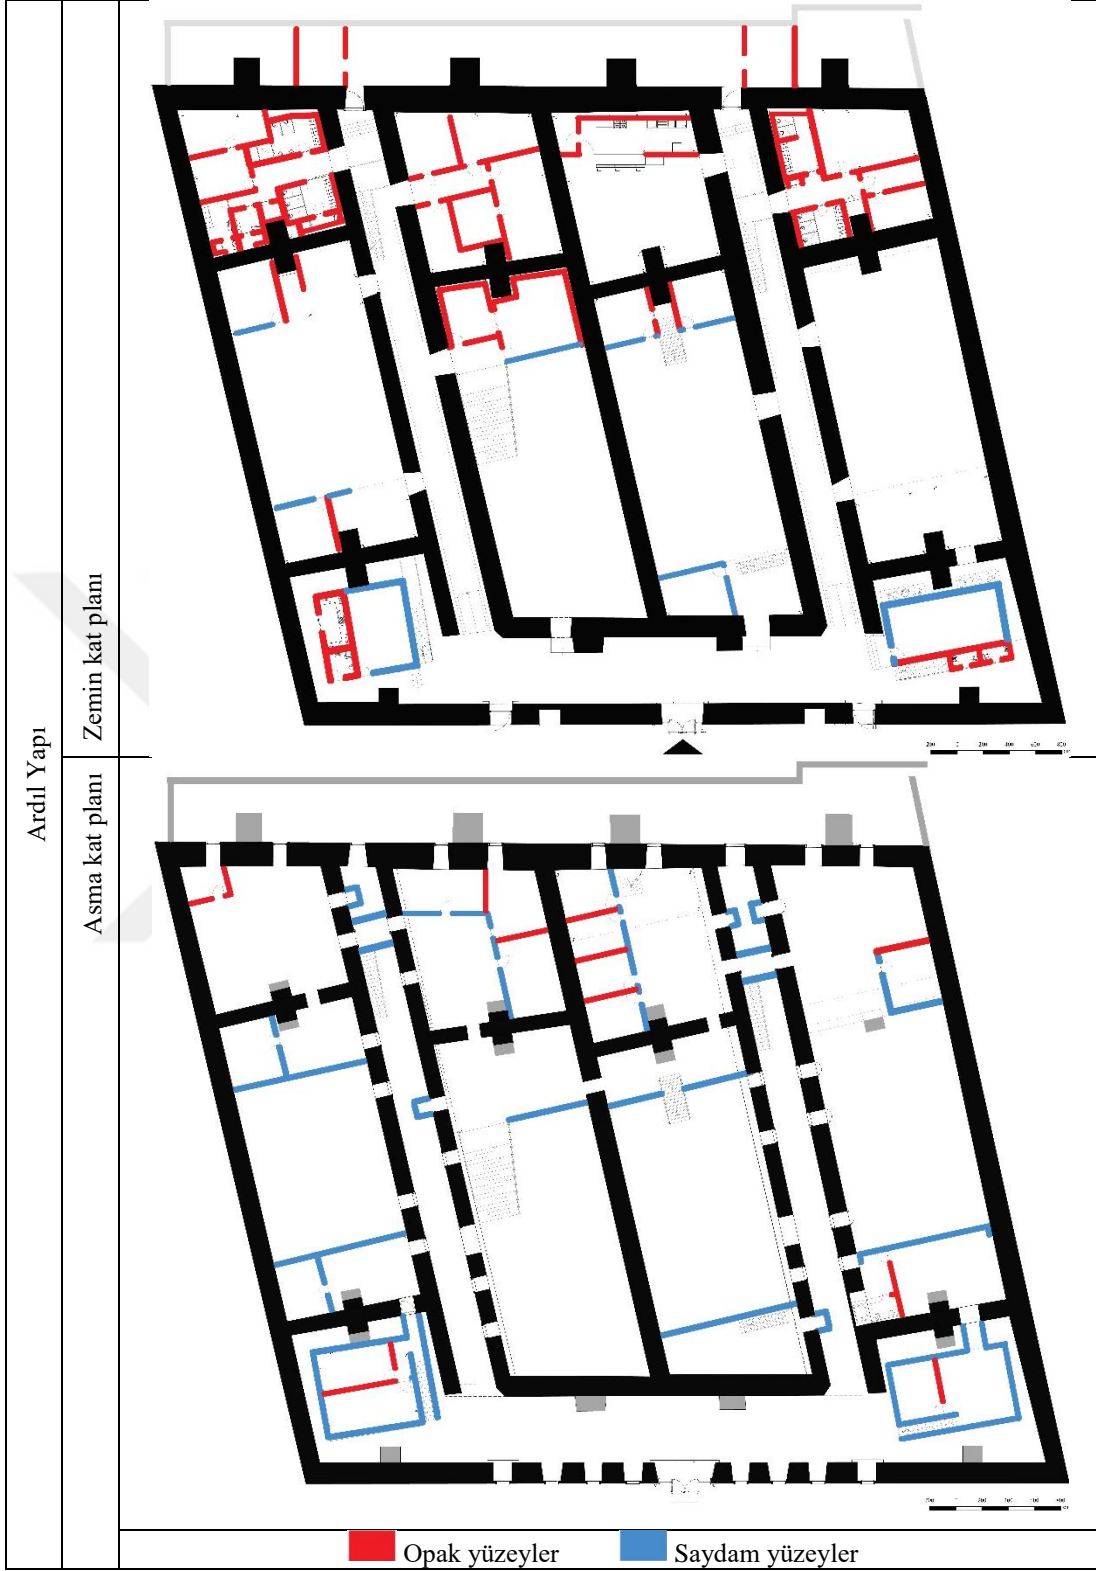 Ardıl Yapı
Zemin kat planı
Asma kat planı
Opak yüzeyler
Saydam yüzeyler